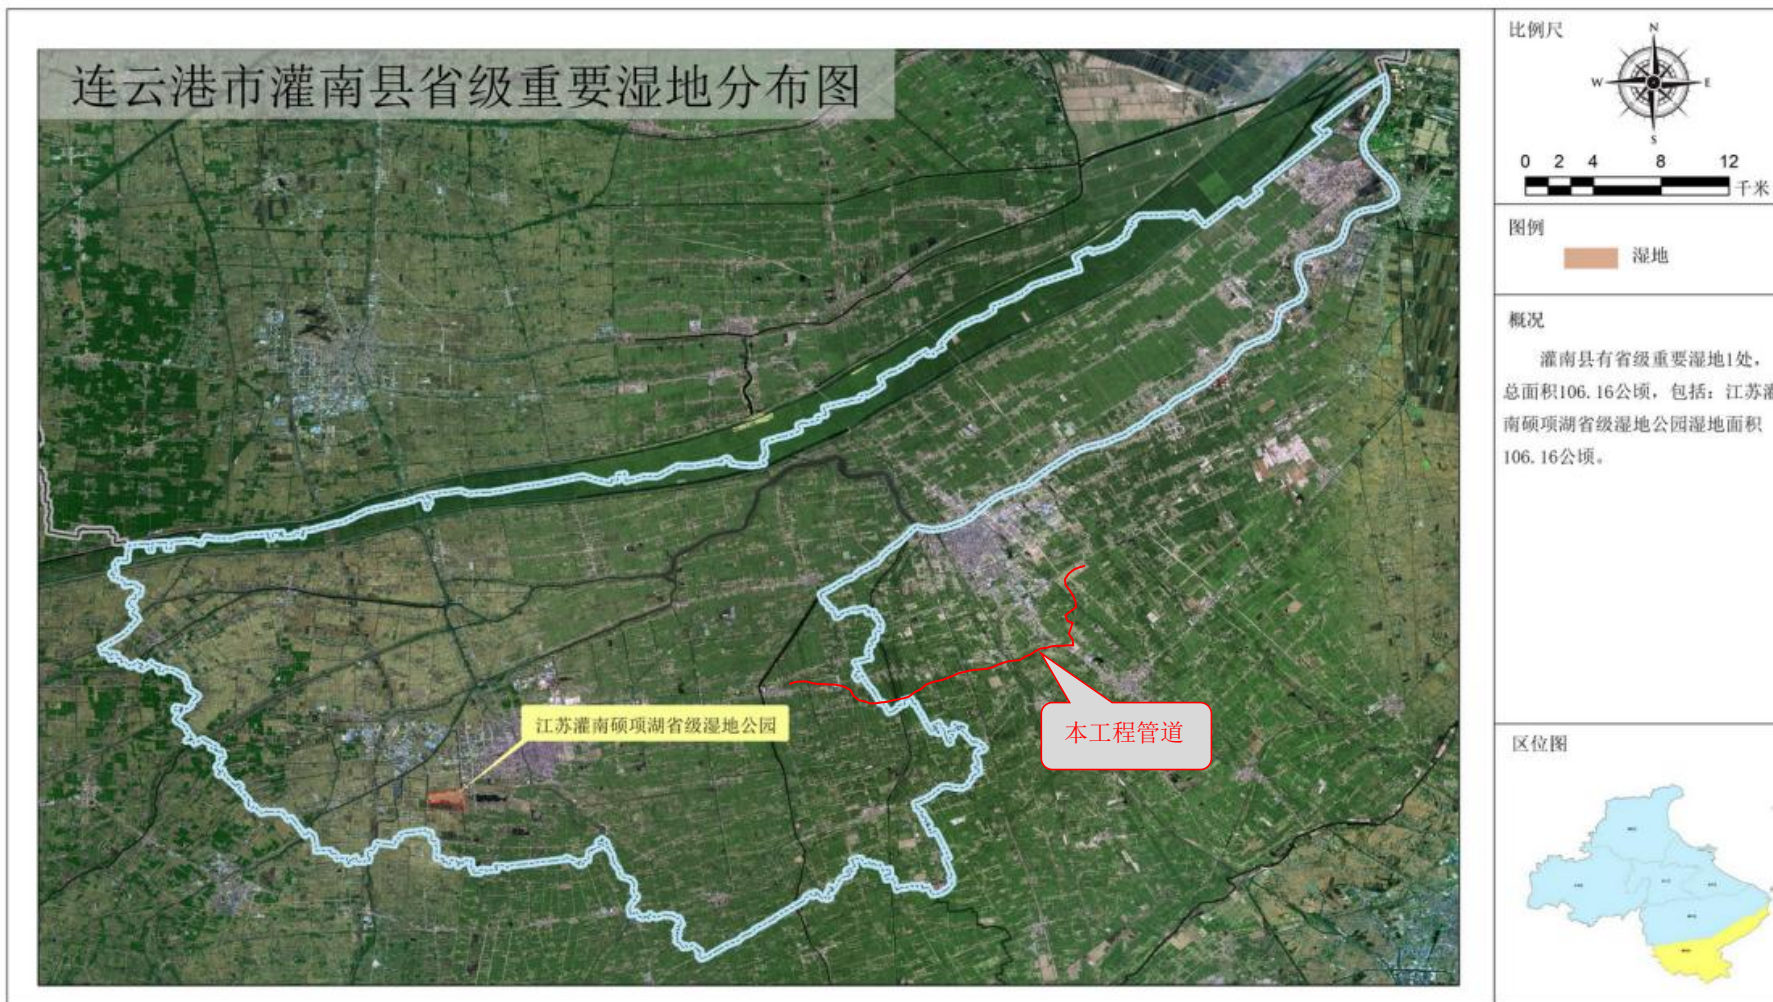 连云港市灌南县省级重要湿地分布图
江苏灌南硕项湖省级湿地公园
本工程管道
比例尺
N
W
E
S
0 2 4 8 12
千米
图例
湿地
概况
灌南县有省级重要湿地1处，
总面积106.16公顷，包括：江苏灌
南硕项湖省级湿地公园湿地面积
106.16公顷。
区位图